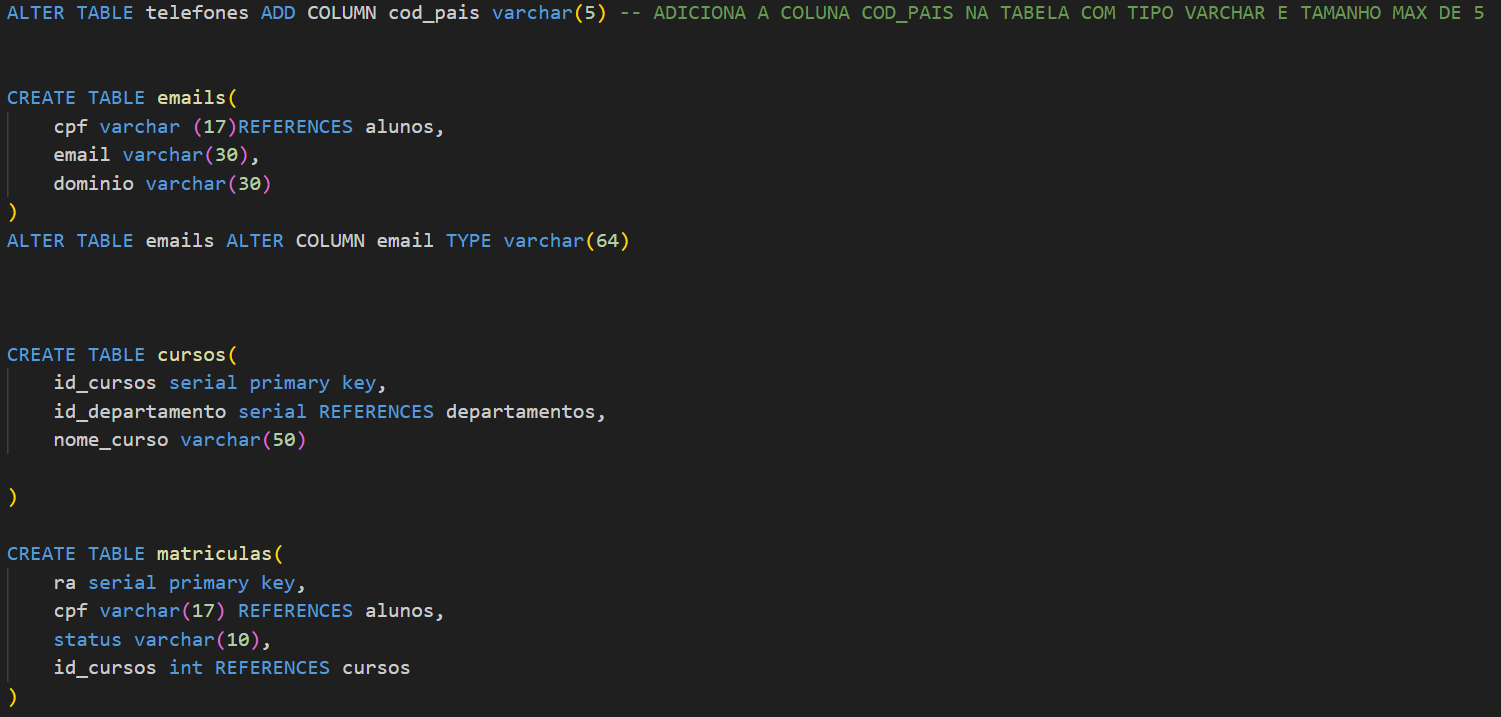 ALTER TABLE telefones ADD COLUMN cod_pais varchar(5) -- ADICIONA A COLUNA COD_PAIS NA TABELA COM TIPO VARCHAR E TAMANHO MAX DE 5
CREATE TABLE emails(
    cpf varchar (17)REFERENCES alunos,
    email varchar(30),
    dominio varchar(30)
)
ALTER TABLE emails ALTER COLUMN email TYPE varchar(64)
CREATE TABLE cursos(
    id_cursos serial primary key,
    id_departamento serial REFERENCES departamentos,
    nome_curso varchar(50)
)
CREATE TABLE matriculas(
    ra serial primary key,
    cpf varchar(17) REFERENCES alunos,
    status varchar(10),
    id_cursos int REFERENCES cursos
)